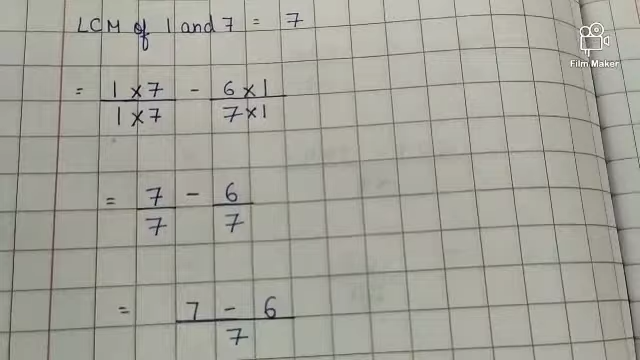 LCM of 1 and 7 = 7
Film Maker
= 1 × 7 / 1 × 7 - 6 × 1 / 7 × 1
= 7/7 - 6/7
= 7 - 6 / 7